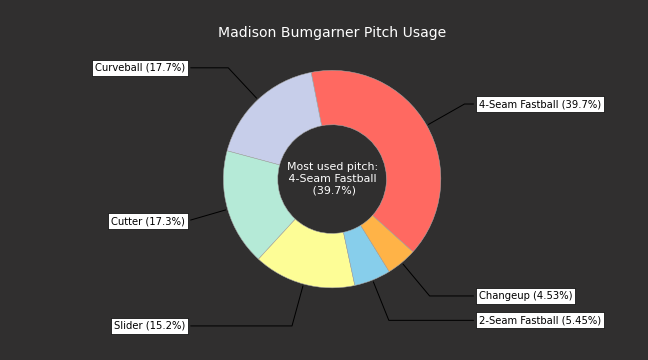 Madison Bumgarner Pitch Usage
Curveball (17.7%)
4-Seam Fastball (39.7%)
Most used pitch:
4-Seam Fastball
(39.7%)
Cutter (17.3%)
Changeup (4.53%)
2-Seam Fastball (5.45%)
Slider (15.2%)